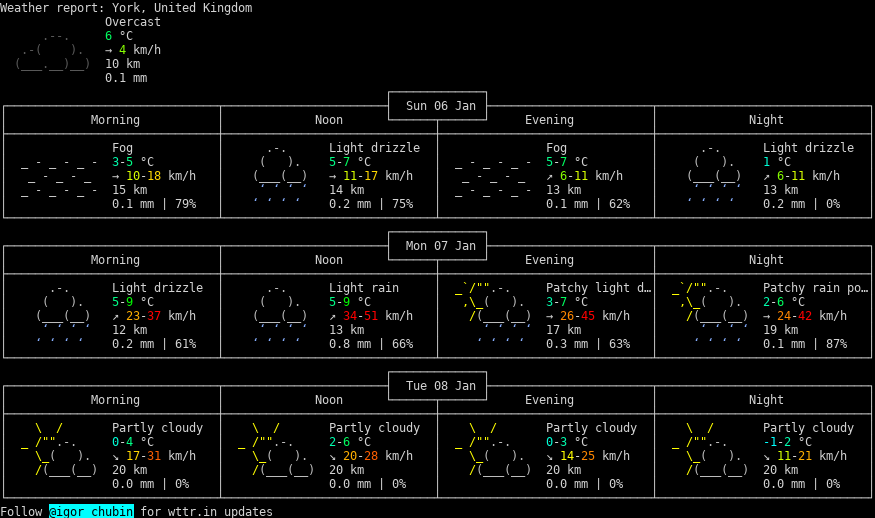 Weather report: York, United Kingdom
Overcast
6 °C
→ 4 km/h
10 km
0.1 mm
Sun 06 Jan
Morning Noon Evening Night
Fog Light drizzle Fog Light drizzle
3-5 °C 5-7 °C 5-7 °C 1 °C
→ 10-18 km/h → 11-17 km/h ↗ 6-11 km/h ↗ 6-11 km/h
15 km 14 km 13 km 13 km
0.1 mm | 79% 0.2 mm | 75% 0.1 mm | 62% 0.2 mm | 0%
Mon 07 Jan
Morning Noon Evening Night
Light drizzle Light rain Patchy light d… Patchy rain po…
5-9 °C 5-9 °C 3-7 °C 2-6 °C
↗ 23-37 km/h ↗ 34-51 km/h → 26-45 km/h → 24-42 km/h
12 km 13 km 17 km 19 km
0.2 mm | 61% 0.8 mm | 66% 0.3 mm | 63% 0.1 mm | 87%
Tue 08 Jan
Morning Noon Evening Night
Partly cloudy Partly cloudy Partly cloudy Partly cloudy
0-4 °C 2-6 °C 0-3 °C -1-2 °C
↘ 17-31 km/h ↘ 20-28 km/h ↘ 14-25 km/h ↘ 11-21 km/h
20 km 20 km 20 km 20 km
0.0 mm | 0% 0.0 mm | 0% 0.0 mm | 0% 0.0 mm | 0%
Follow @igor_chubin for wttr.in updates